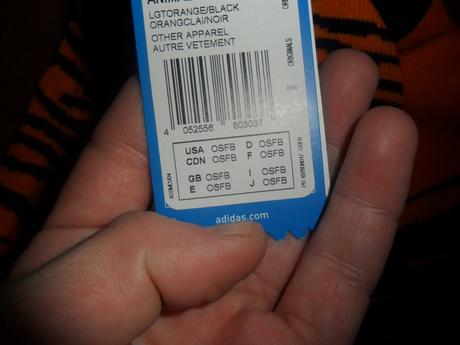 LGTORANGE/BLACK
ORANGCLAI/NOIR
OTHER APPAREL
AUTRE VETEMENT
ORIGINALS
EAN
4 052556 803037
USA OSFB D OSFB
CDN OSFB F OSFB
GB OSFB I OSFB
E OSFB J OSFB
adidas.com